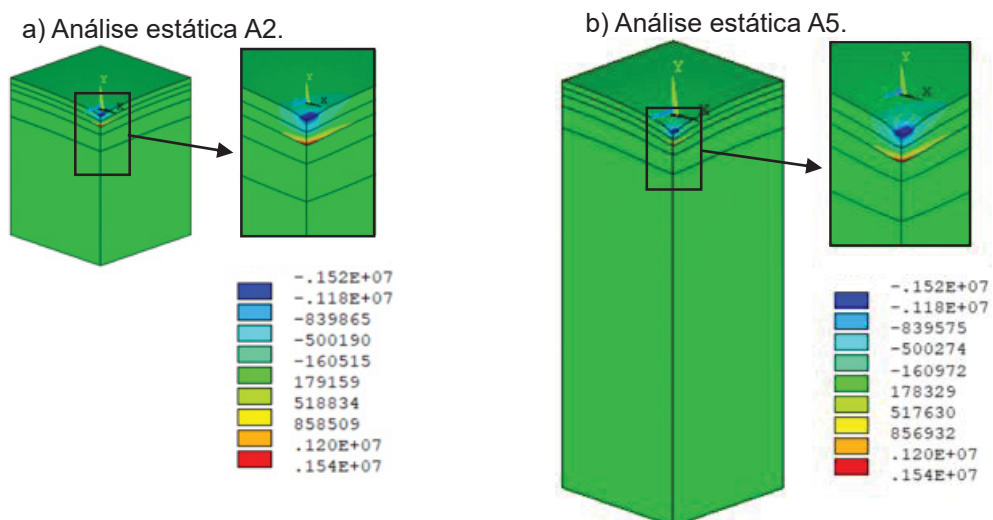 a) Análise estática A2.
Y
X
Y
X
-.152E+07
-.118E+07
-839865
-500190
-160515
179159
518834
858509
.120E+07
.154E+07
b) Análise estática A5.
Y
X
Y
X
-.152E+07
-.118E+07
-839575
-500274
-160972
178329
517630
856932
.120E+07
.154E+07